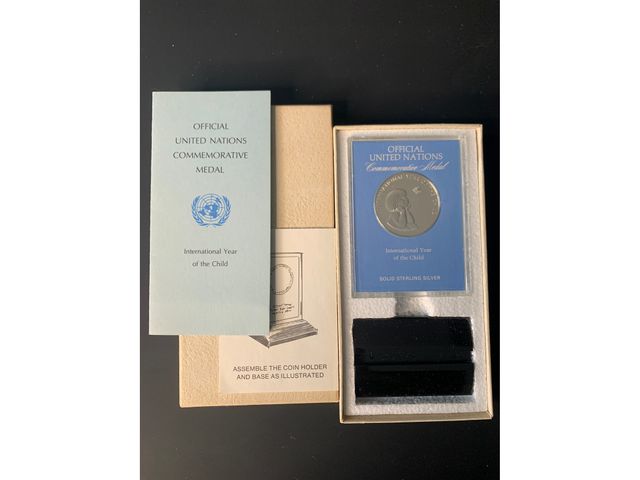 OFFICIAL
UNITED NATIONS
COMMEMORATIVE
MEDAL
International Year
of the Child
ASSEMBLE THE COIN HOLDER
AND BASE AS ILLUSTRATED
OFFICIAL
UNITED NATIONS
Commemorative Medal
International Year
of the Child
SOLID STERLING SILVER